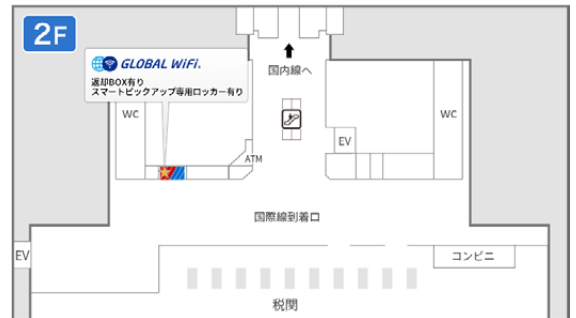 2F
GLOBAL WiFi.
返却BOX有り
スマートピックアップ専用ロッカー有り
国内線へ
WC
WC
EV
ATM
国際線到着口
EV
コンビニ
税関